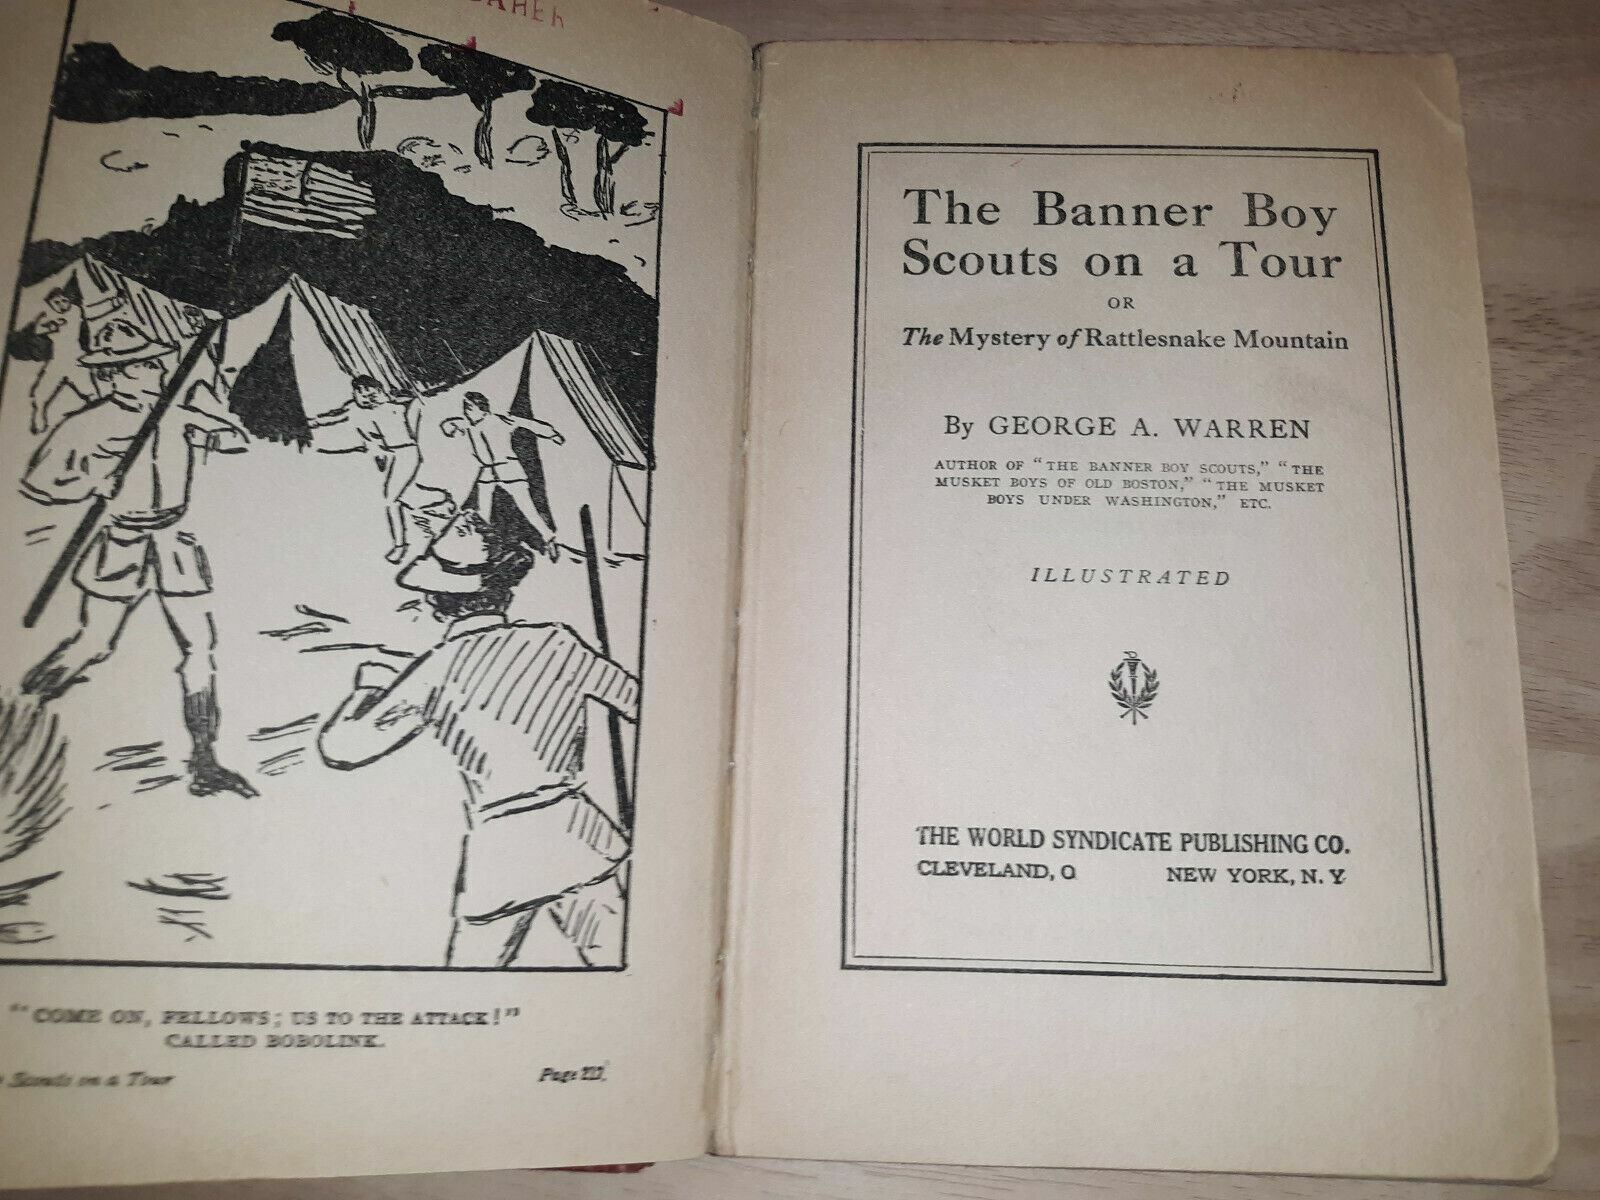 "COME ON, FELLOWS; US TO THE ATTACK!"
CALLED BOBOLINK.
Scouts on a Tour
Page
The Banner Boy
Scouts on a Tour
OR
The Mystery of Rattlesnake Mountain
By GEORGE A. WARREN
AUTHOR OF "THE BANNER BOY SCOUTS," "THE
MUSKET BOYS OF OLD BOSTON," "THE MUSKET
BOYS UNDER WASHINGTON," ETC.
ILLUSTRATED
THE WORLD SYNDICATE PUBLISHING CO.
CLEVELAND, O NEW YORK, N. Y